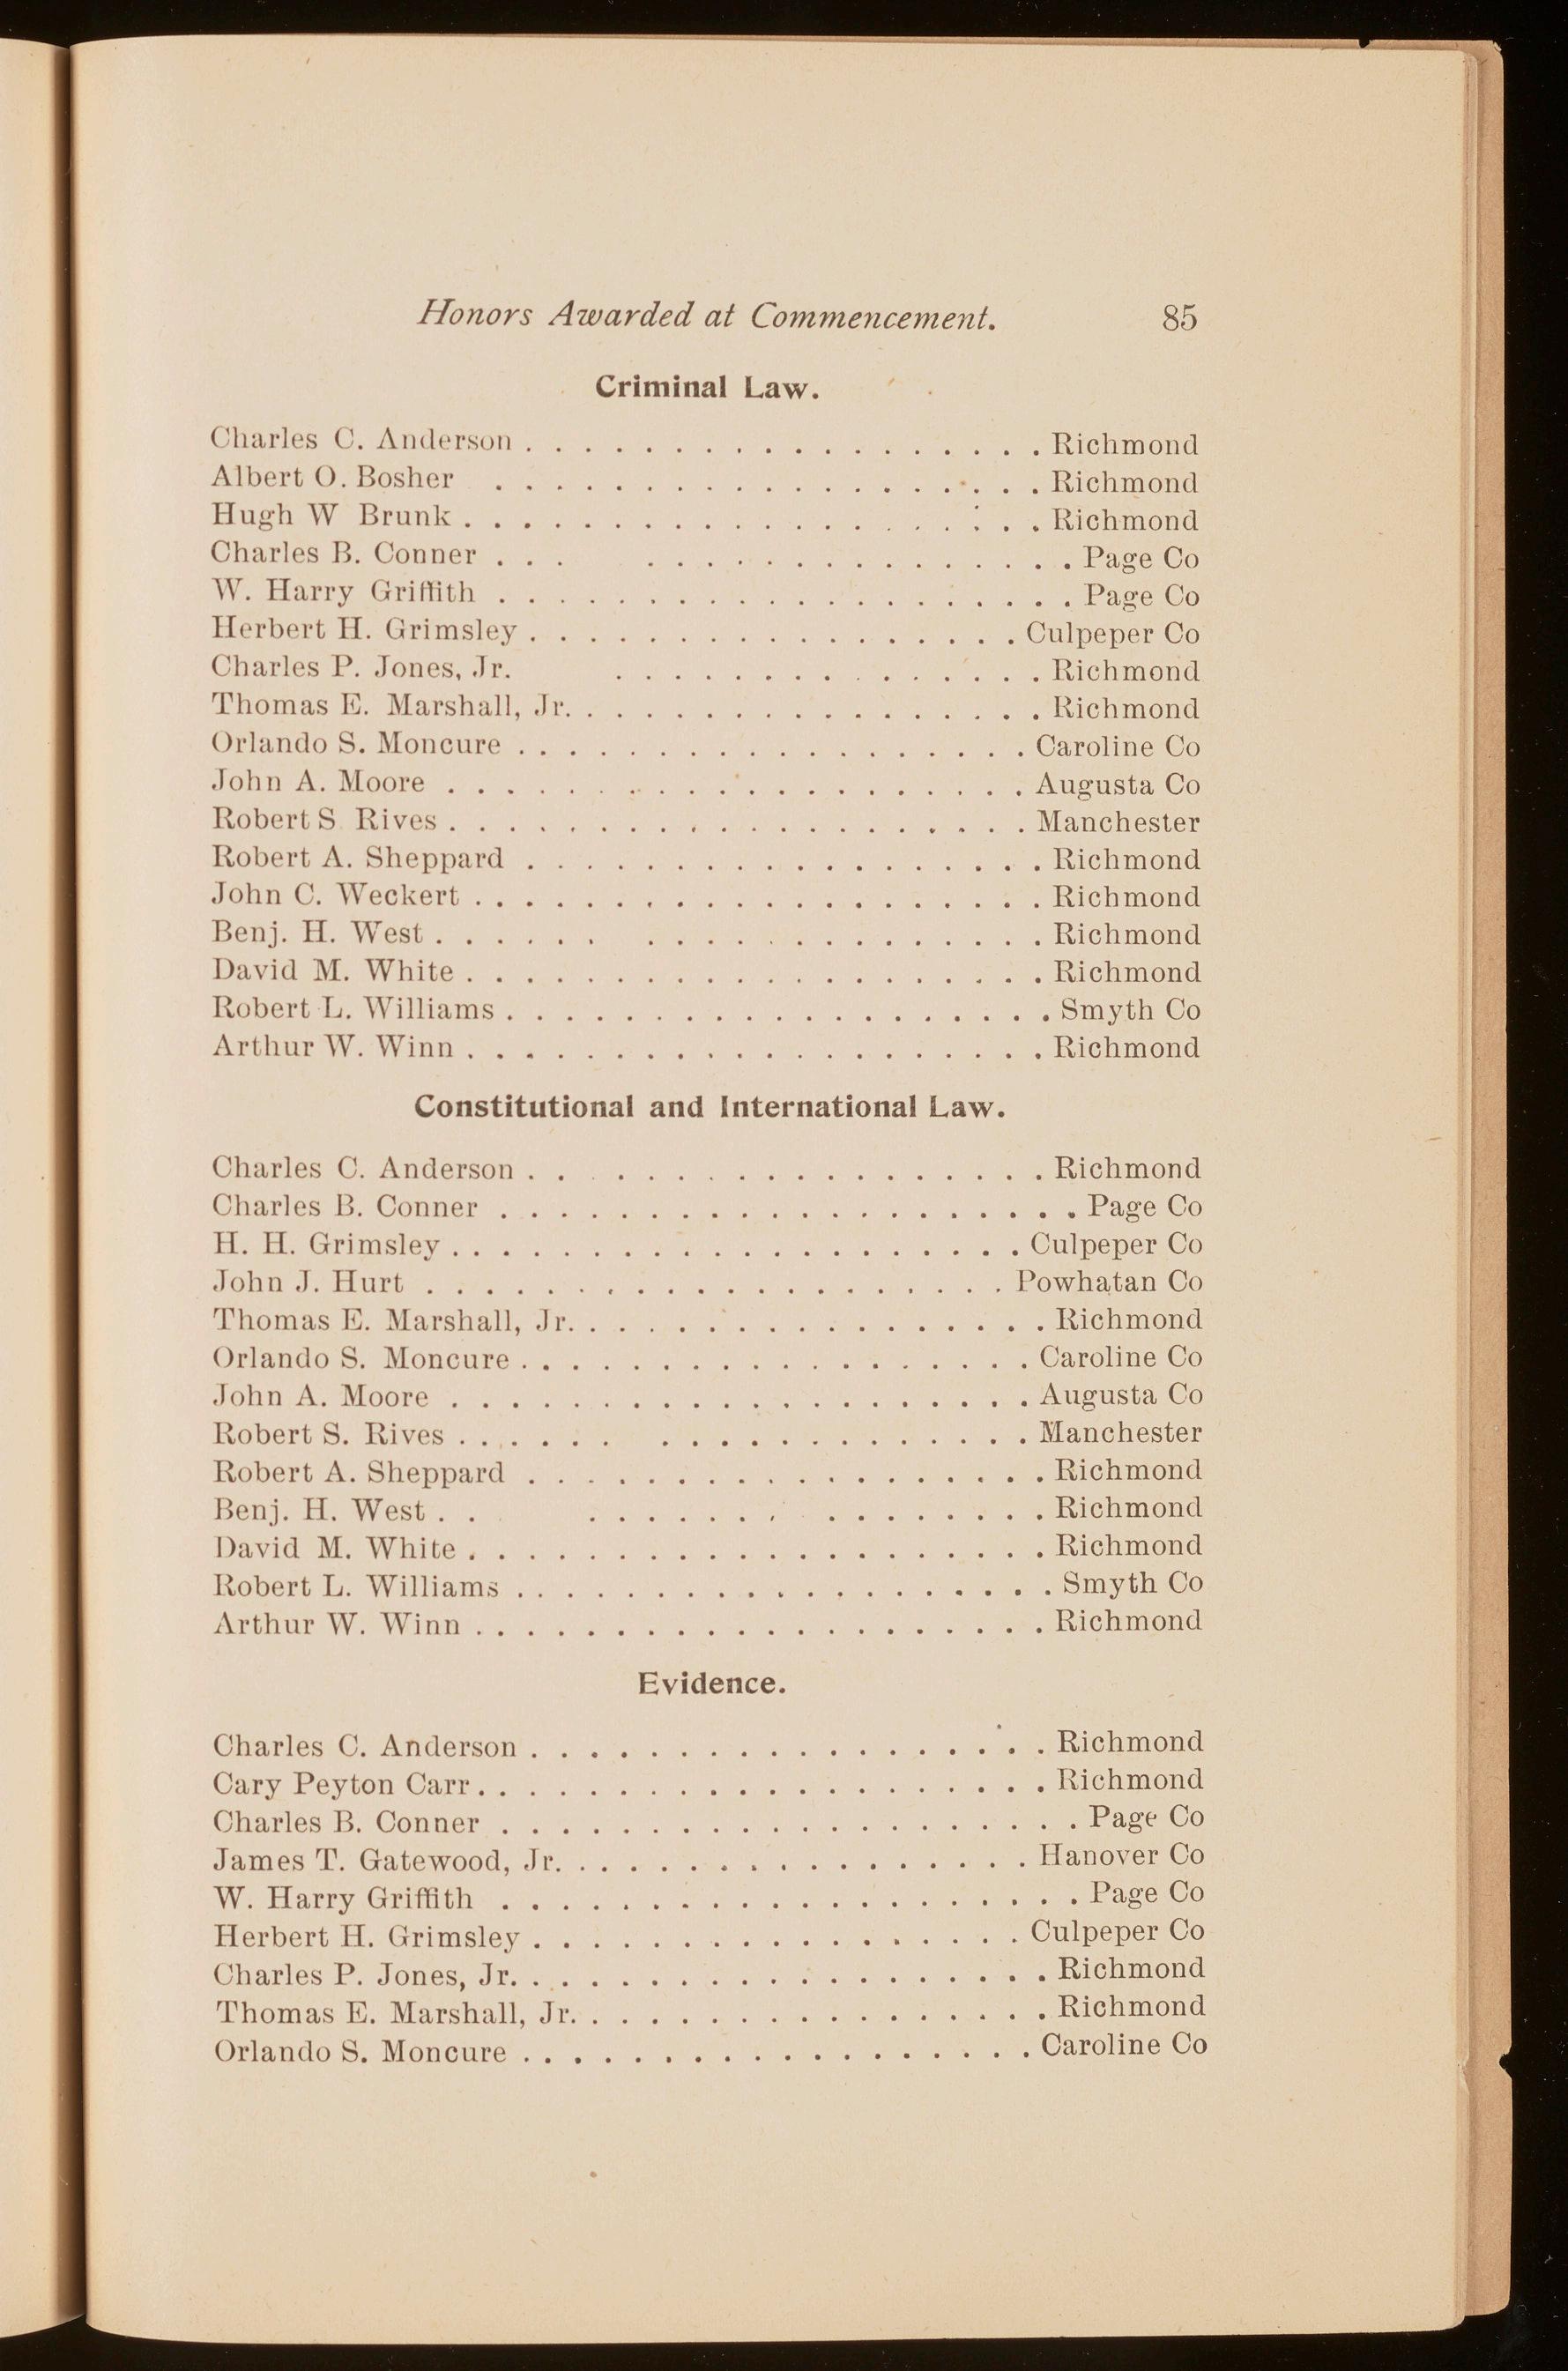 Honors Awarded at Commencement. 85
Criminal Law.
Charles C. Anderson . . . . . . . . . . . . . . . . . . Richmond
Albert O. Bosher . . . . . . . . . . . . . . . . . . . Richmond
Hugh W Brunk . . . . . . . . . . . . . . . . . . . . Richmond
Charles B. Conner . . . . . . . . . . . . . . . . . . Page Co
W. Harry Griffith . . . . . . . . . . . . . . . . . . . . Page Co
Herbert H. Grimsley . . . . . . . . . . . . . . . . . Culpeper Co
Charles P. Jones, Jr. . . . . . . . . . . . . . . . Richmond
Thomas E. Marshall, Jr. . . . . . . . . . . . . . . . . Richmond
Orlando S. Moncure . . . . . . . . . . . . . . . . . . Caroline Co
John A. Moore . . . . . . . . . . . . . . . . . . . . Augusta Co
Robert S Rives . . . . . . . . . . . . . . . . . . . . Manchester
Robert A. Sheppard . . . . . . . . . . . . . . . . . . Richmond
John C. Weckert . . . . . . . . . . . . . . . . . . . . Richmond
Benj. H. West . . . . . . . . . . . . . . . . . . . . Richmond
David M. White . . . . . . . . . . . . . . . . . . . . Richmond
Robert L. Williams . . . . . . . . . . . . . . . . . . . Smyth Co
Arthur W. Winn . . . . . . . . . . . . . . . . . . . . Richmond
Constitutional and International Law.
Charles C. Anderson . . . . . . . . . . . . . . . . . . Richmond
Charles B. Conner . . . . . . . . . . . . . . . . . . . . Page Co
H. H. Grimsley . . . . . . . . . . . . . . . . . . . . Culpeper Co
John J. Hurt . . . . . . . . . . . . . . . . . . . . Powhatan Co
Thomas E. Marshall, Jr. . . . . . . . . . . . . . . . . Richmond
Orlando S. Moncure . . . . . . . . . . . . . . . . . . Caroline Co
John A. Moore . . . . . . . . . . . . . . . . . . . . Augusta Co
Robert S. Rives . . . . . . . . . . . . . . . . . . . Manchester
Robert A. Sheppard . . . . . . . . . . . . . . . . . . Richmond
Benj. H. West . . . . . . . . . . . . . . . . . . Richmond
David M. White . . . . . . . . . . . . . . . . . . . . Richmond
Robert L. Williams . . . . . . . . . . . . . . . . . . . Smyth Co
Arthur W. Winn . . . . . . . . . . . . . . . . . . . . Richmond
Evidence.
Charles C. Anderson . . . . . . . . . . . . . . . . . . Richmond
Cary Peyton Carr . . . . . . . . . . . . . . . . . . . . Richmond
Charles B. Conner . . . . . . . . . . . . . . . . . . . . Page Co
James T. Gatewood, Jr. . . . . . . . . . . . . . . . . Hanover Co
W. Harry Griffith . . . . . . . . . . . . . . . . . . . . Page Co
Herbert H. Grimsley . . . . . . . . . . . . . . . . . Culpeper Co
Charles P. Jones, Jr. . . . . . . . . . . . . . . . . . . Richmond
Thomas E. Marshall, Jr. . . . . . . . . . . . . . . . . Richmond
Orlando S. Moncure . . . . . . . . . . . . . . . . . . Caroline Co